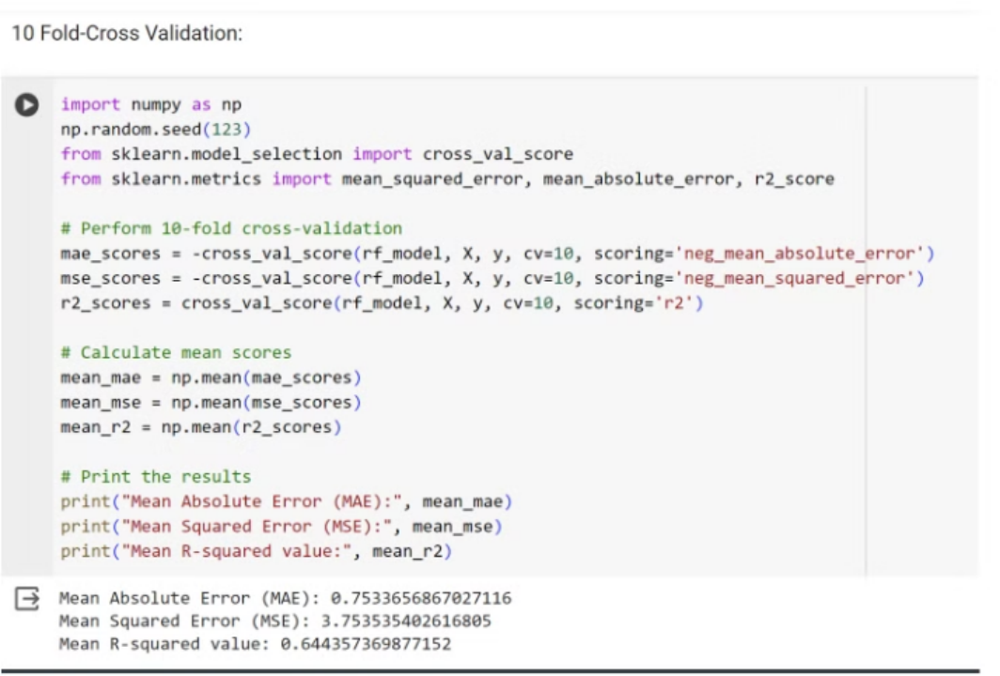 10 Fold-Cross Validation:
import numpy as np
np.random.seed(123)
from sklearn.model_selection import cross_val_score
from sklearn.metrics import mean_squared_error, mean_absolute_error, r2_score
# Perform 10-fold cross-validation
mae_scores = -cross_val_score(rf_model, X, y, cv=10, scoring='neg_mean_absolute_error')
mse_scores = -cross_val_score(rf_model, X, y, cv=10, scoring='neg_mean_squared_error')
r2_scores = cross_val_score(rf_model, X, y, cv=10, scoring='r2')
# Calculate mean scores
mean_mae = np.mean(mae_scores)
mean_mse = np.mean(mse_scores)
mean_r2 = np.mean(r2_scores)
# Print the results
print("Mean Absolute Error (MAE):", mean_mae)
print("Mean Squared Error (MSE):", mean_mse)
print("Mean R-squared value:", mean_r2)
Mean Absolute Error (MAE): 0.7533656867027116
Mean Squared Error (MSE): 3.753535402616805
Mean R-squared value: 0.644357369877152